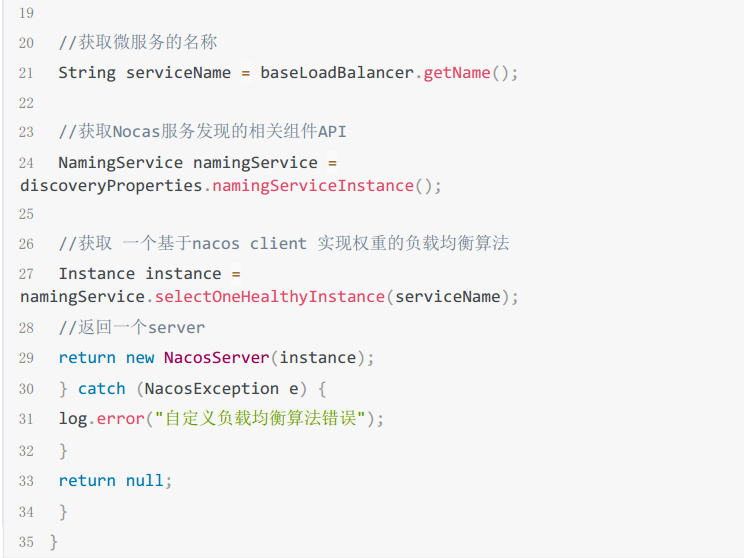 19
20 //获取微服务的名称
21 String serviceName = baseLoadBalancer.getName();
22
23 //获取Nocas服务发现的相关组件API
24 NamingService namingService =
discoveryProperties.namingServiceInstance();
25
26 //获取 一个基于nacos client 实现权重的负载均衡算法
27 Instance instance =
namingService.selectOneHealthyInstance(serviceName);
28 //返回一个server
29 return new NacosServer(instance);
30 } catch (NacosException e) {
31 log.error("自定义负载均衡算法错误");
32 }
33 return null;
34 }
35 }